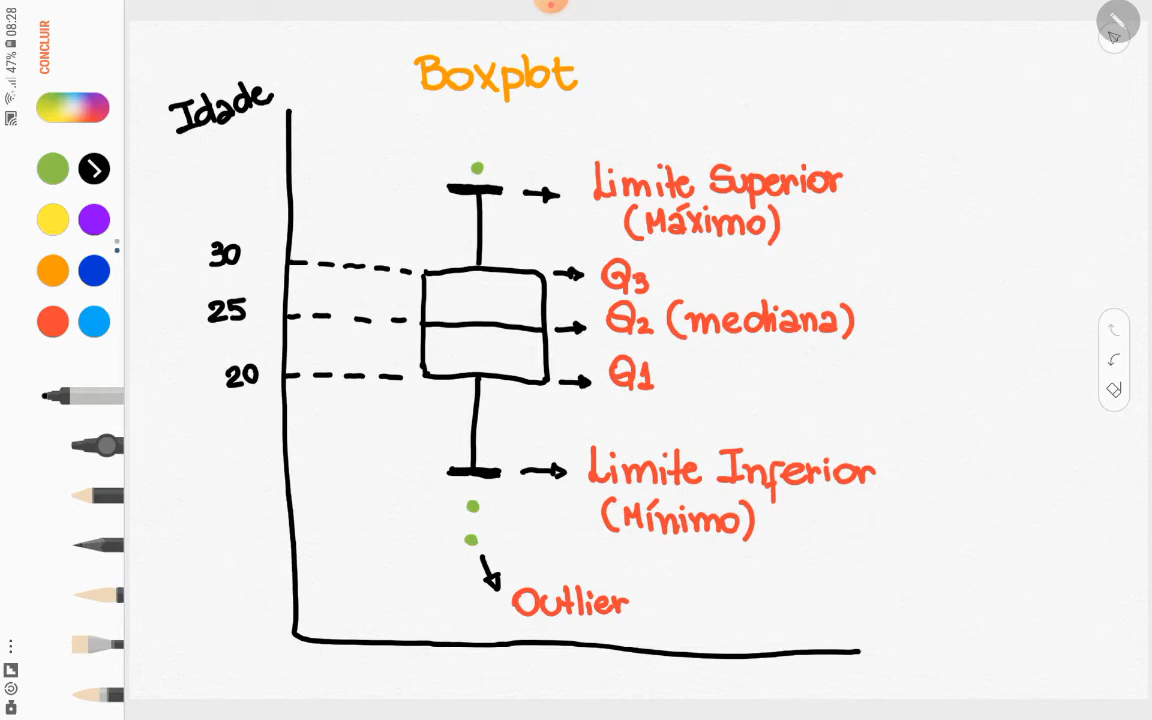 08:28
47%
CONCLUIR
Boxplot
Idade
Limite Superior
(Máximo)
30
Q3
25
Q2 (mediana)
20
Q1
Limite Inferior
(Mínimo)
Outlier